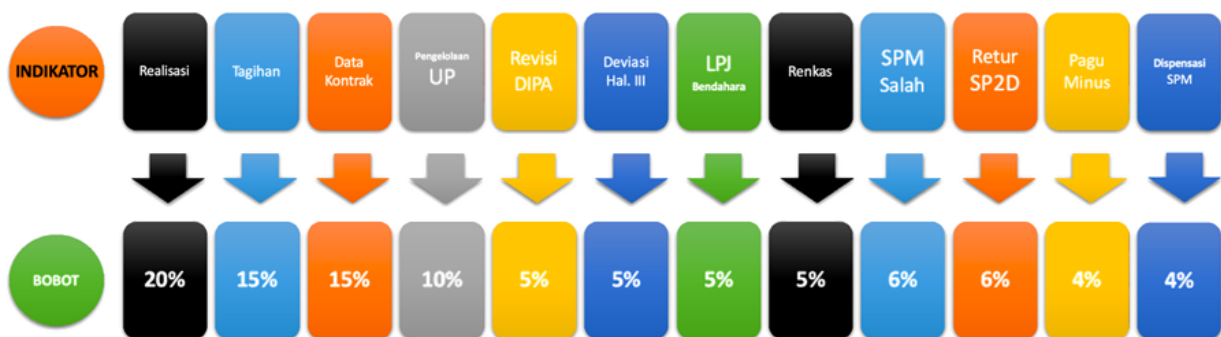 INDIKATOR
Realisasi
Tagihan
Data
Kontrak
Pengelolaan
UP
Revisi
DIPA
Deviasi
Hal. III
LPJ
Bendahara
Renkas
SPM
Salah
Retur
SP2D
Pagu
Minus
Dispensasi
SPM
BOBOT
20%
15%
15%
10%
5%
5%
5%
5%
6%
6%
4%
4%